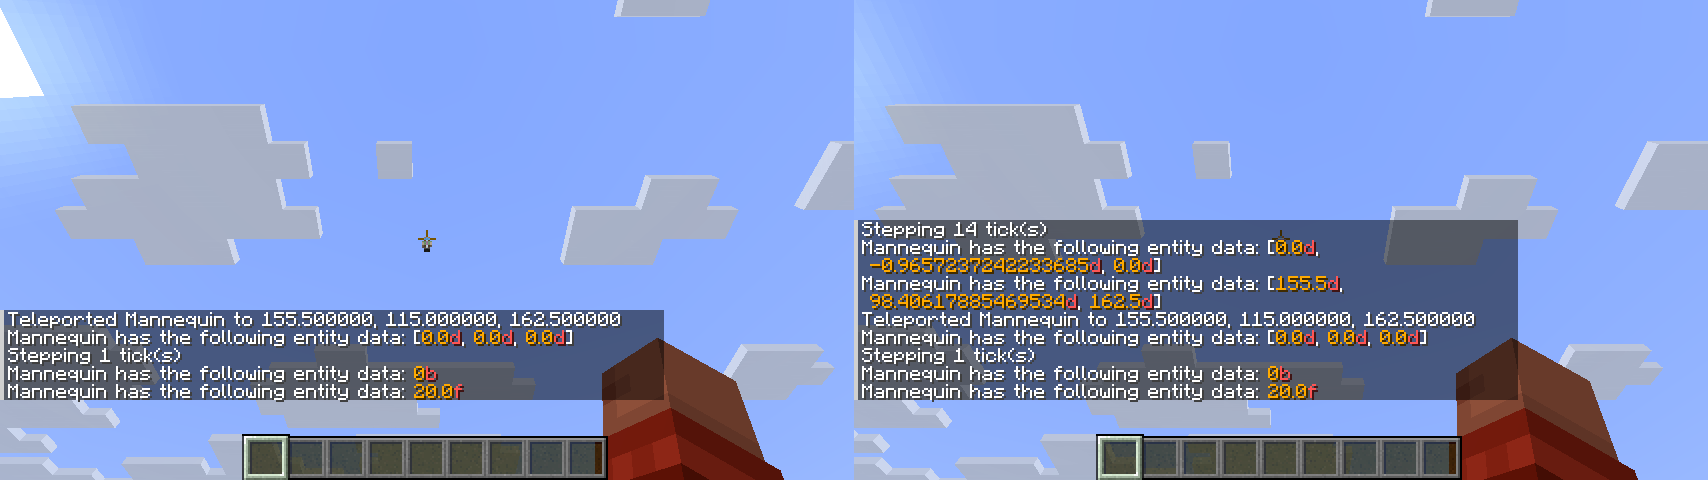 Teleported Mannequin to 155.500000, 115.000000, 162.500000
Mannequin has the following entity data: [0.0d, 0.0d, 0.0d]
Stepping 1 tick(s)
Mannequin has the following entity data: 0b
Mannequin has the following entity data: 20.0f
Stepping 14 tick(s)
Mannequin has the following entity data: [0.0d,
-0.9657237242233685d, 0.0d]
Mannequin has the following entity data: [155.5d,
98.40617885469534d, 162.5d]
Teleported Mannequin to 155.500000, 115.000000, 162.500000
Mannequin has the following entity data: [0.0d, 0.0d, 0.0d]
Stepping 1 tick(s)
Mannequin has the following entity data: 0b
Mannequin has the following entity data: 20.0f